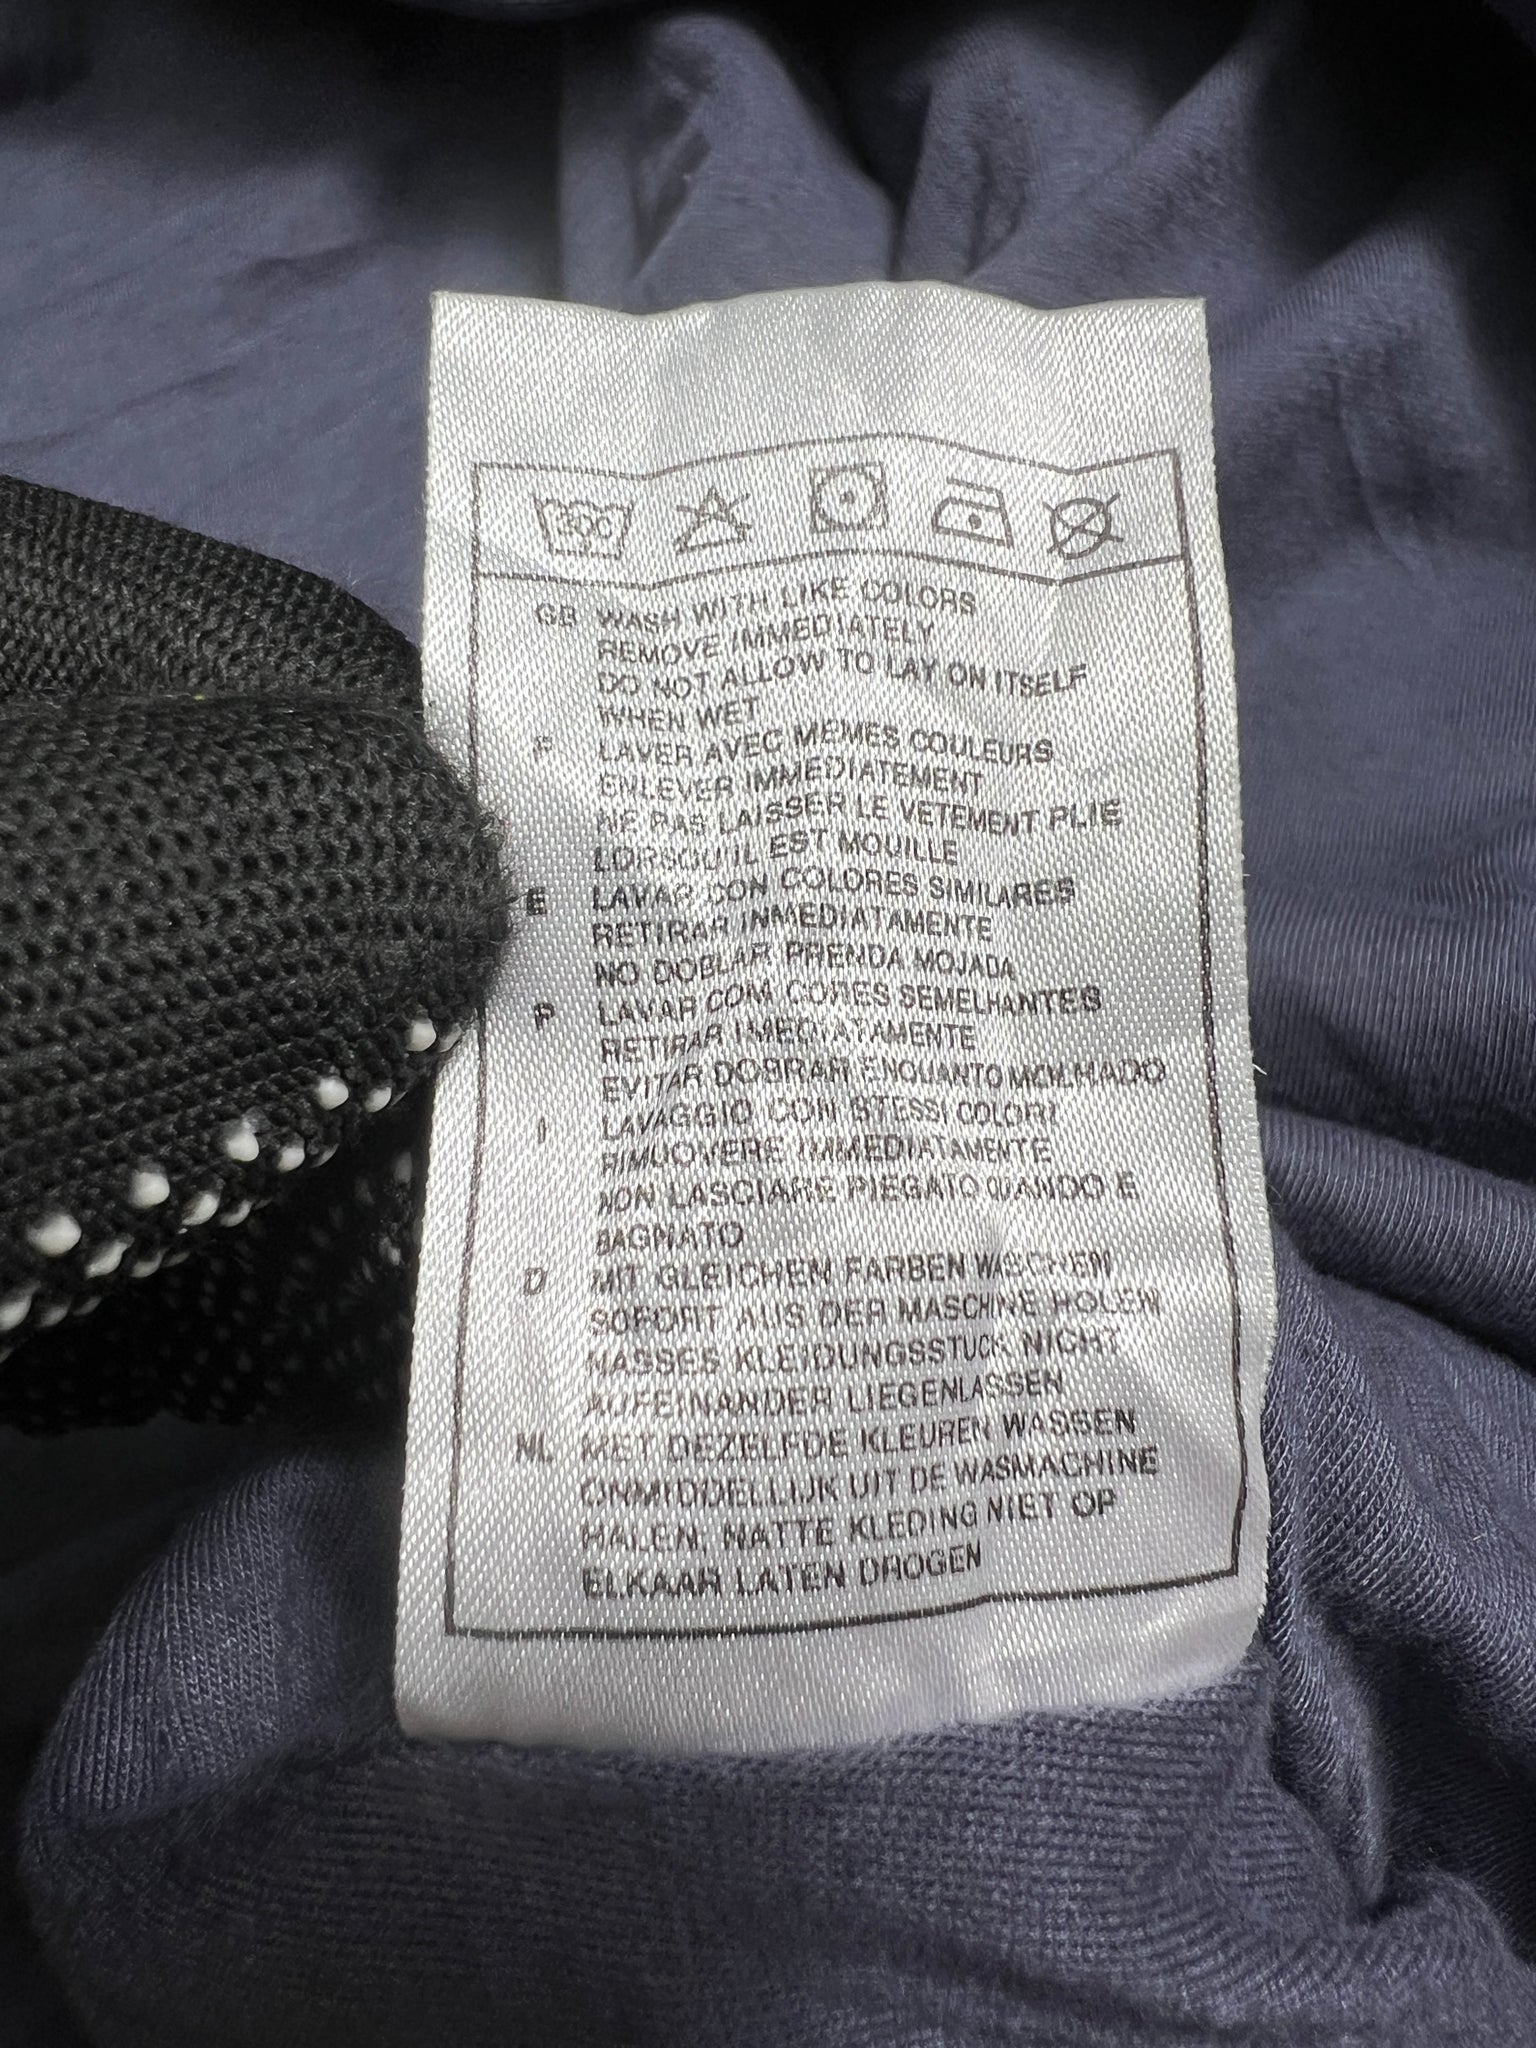 30C
GB WASH WITH LIKE COLORS
REMOVE IMMEDIATELY
DO NOT ALLOW TO LAY ON ITSELF
WHEN WET
F LAVER AVEC MEMES COULEURS
ENLEVER IMMEDIATEMENT
NE PAS LAISSER LE VETEMENT PLIE
LORSQU'IL EST MOUILLE
E LAVAR CON COLORES SIMILARES
RETIRAR INMEDIATAMENTE
NO DOBLAR PRENDA MOJADA
P LAVAR COM CORES SEMELHANTES
RETIRAR IMEDIATAMENTE
EVITAR DOBRAR ENQUANTO MOLHADO
I LAVAGGIO CON STESSI COLORI
RIMUOVERE IMMEDIATAMENTE
NON LASCIARE PIEGATO QUANDO E
BAGNATO
D MIT GLEICHEN FARBEN WASCHEN
SOFORT AUS DER MASCHINE HOLEN
NASSES KLEIDUNGSSTUCK NICHT
AUFEINANDER LIEGENLASSEN
NL MET DEZELFDE KLEUREN WASSEN
ONMIDDELLIJK UIT DE WASMACHINE
HALEN; NATTE KLEDING NIET OP
ELKAAR LATEN DROGEN